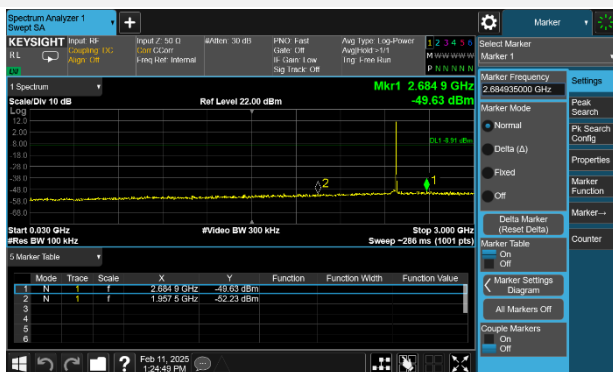 Spectrum Analyzer 1
Swept SA
+
Marker
KEYSIGHT
RL
Input: RF
Coupling: DC
Align: Off
Input Z: 50 Ω
Corr CCorr
Freq Ref: Internal
#Atten: 30 dB
PNO: Fast
Gate: Off
IF Gain: Low
Sig Track: Off
Avg Type: Log-Power
Avg|Hold:>1/1
Trig: Free Run
1 2 3 4 5 6
M W W W W W
P N N N N N
Select Marker
Marker 1
1 Spectrum
Scale/Div 10 dB
Ref Level 22.00 dBm
Mkr1 2.684 9 GHz
-49.63 dBm
Log
12.0
2.00
-8.00
-18.0
-28.0
-38.0
-48.0
-58.0
-68.0
DL1 -8.91 dBm
2
1
Start 0.030 GHz
#Res BW 100 kHz
#Video BW 300 kHz
Stop 3.000 GHz
Sweep ~286 ms (1001 pts)
5 Marker Table
Mode Trace Scale X Y Function Function Width Function Value
1 N 1 f 2.684 9 GHz -49.63 dBm
2 N 1 f 1.957 5 GHz -52.23 dBm
3
4
5
6
Marker Frequency
2.684935000 GHz
Marker Mode
Normal
Delta (Δ)
Fixed
Off
Delta Marker
(Reset Delta)
Marker Table
On
Off
Marker Settings
Diagram
All Markers Off
Couple Markers
On
Off
Settings
Peak
Search
Pk Search
Config
Properties
Marker
Function
Marker→
Counter
?
Feb 11, 2025
1:24:49 PM